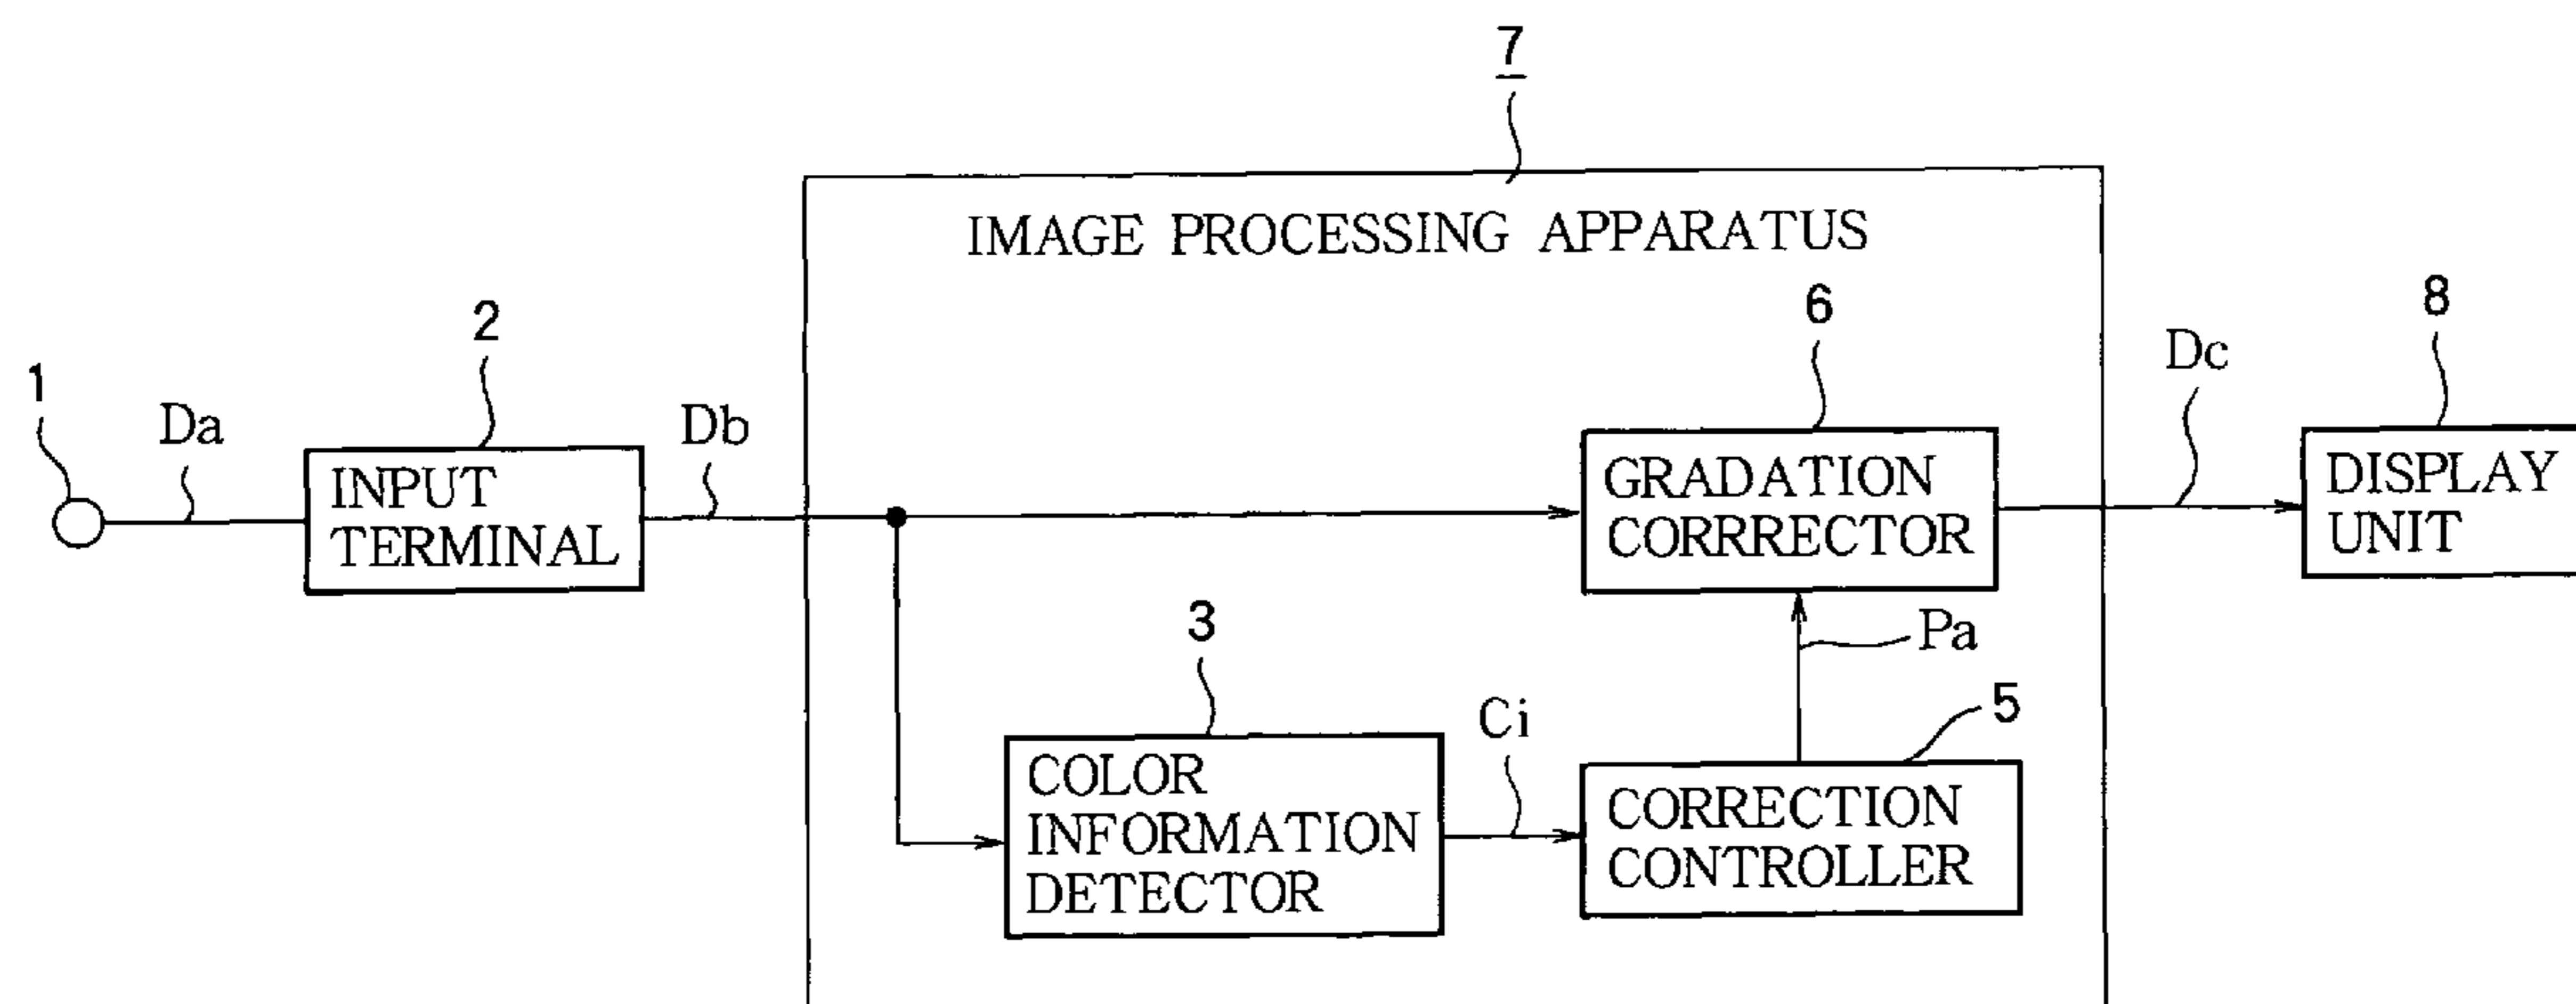 7
IMAGE PROCESSING APPARATUS
1
Da
2
INPUT
TERMINAL
Db
6
GRADATION
CORRRECTOR
Dc
8
DISPLAY
UNIT
Pa
3
COLOR
INFORMATION
DETECTOR
Ci
5
CORRECTION
CONTROLLER